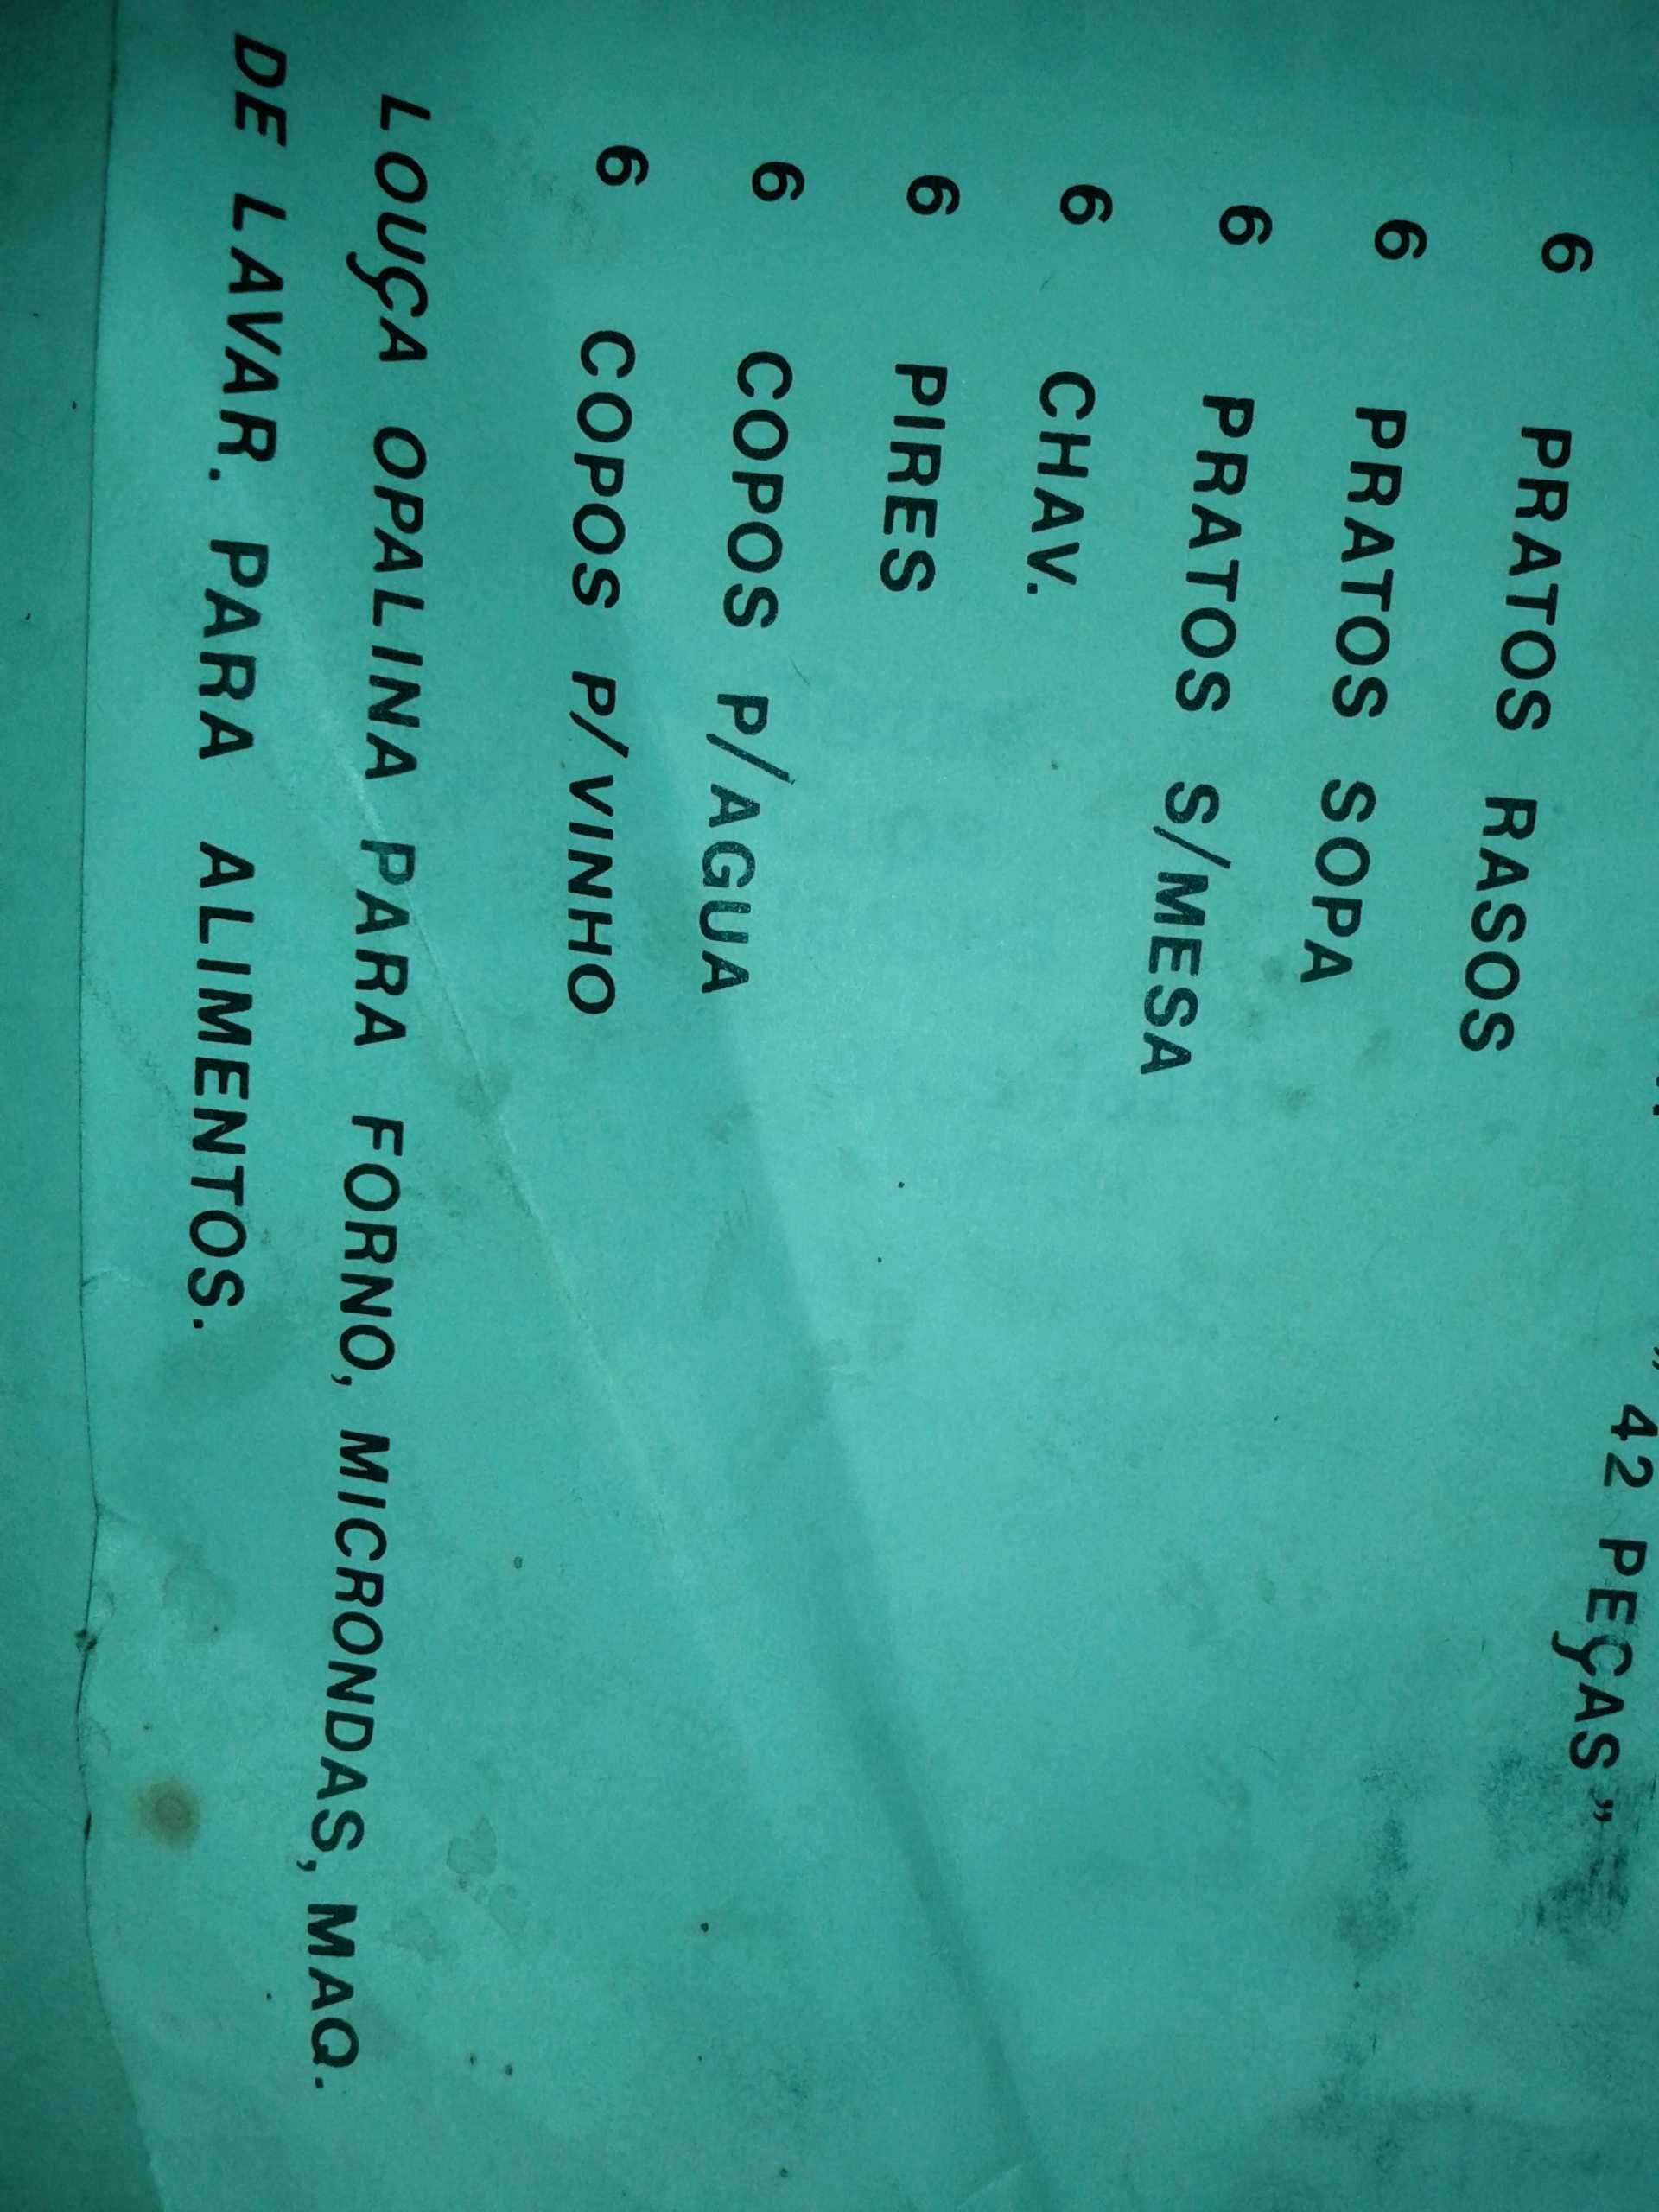 ” 42 PEÇAS”
6 PRATOS RASOS
6 PRATOS SOPA
6 PRATOS S/MESA
6 CHAV.
6 PIRES
6 COPOS P/AGUA
6 COPOS P/VINHO
LOUÇA OPALINA PARA FORNO, MICRONDAS, MAQ.
DE LAVAR. PARA ALIMENTOS.